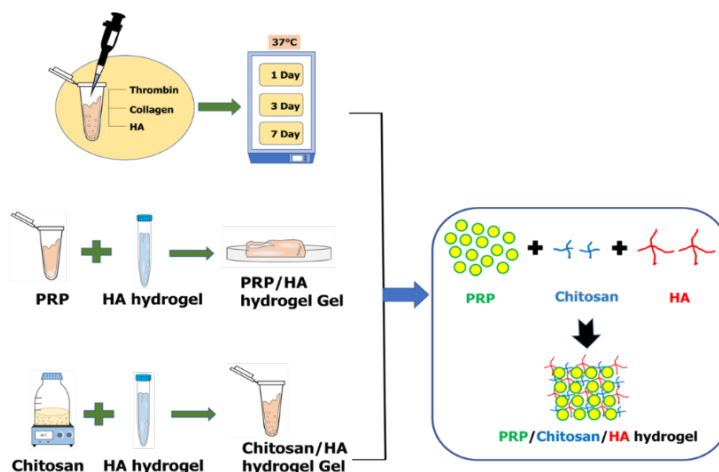 37°C
Thrombin
Collagen
HA
1 Day
3 Day
7 Day
PRP
HA hydrogel
PRP/HA
hydrogel Gel
Chitosan
HA hydrogel
Chitosan/HA
hydrogel Gel
PRP
Chitosan
HA
PRP/Chitosan/HA hydrogel